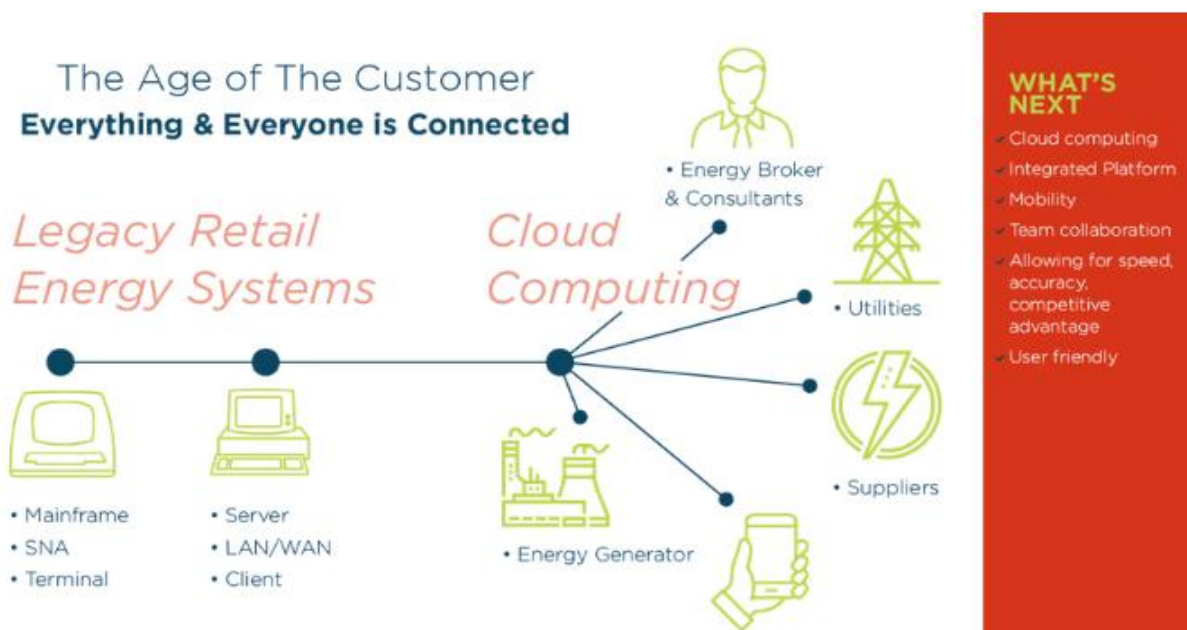 The Age of The Customer
Everything & Everyone is Connected
Legacy Retail
Energy Systems
Cloud
Computing
• Energy Broker
& Consultants
• Utilities
• Suppliers
• Energy Generator
• Mainframe
• SNA
• Terminal
• Server
• LAN/WAN
• Client
WHAT'S
NEXT
✓ Cloud computing
✓ Integrated Platform
✓ Mobility
✓ Team collaboration
✓ Allowing for speed,
accuracy,
competitive
advantage
✓ User friendly